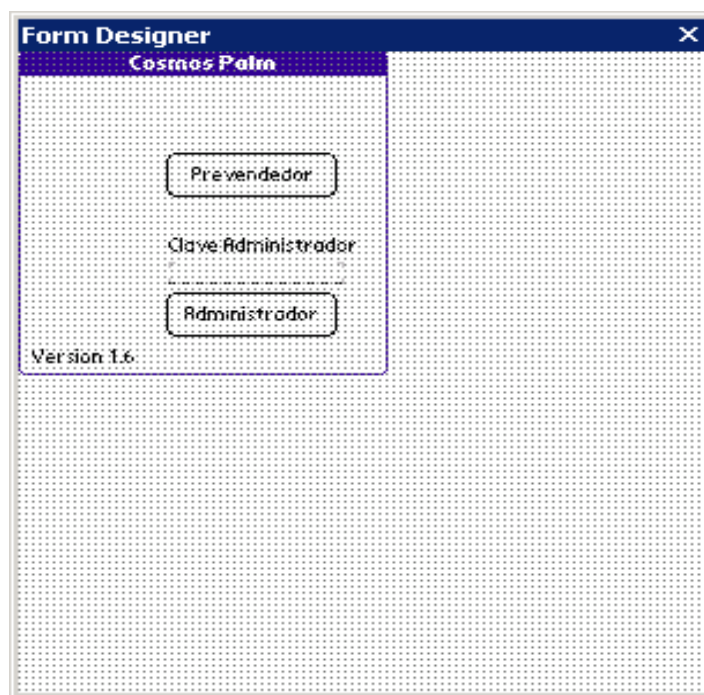 Form Designer
Cosmos Palm
Prevendedor
Clave Administrador
Administrador
Version 1.6